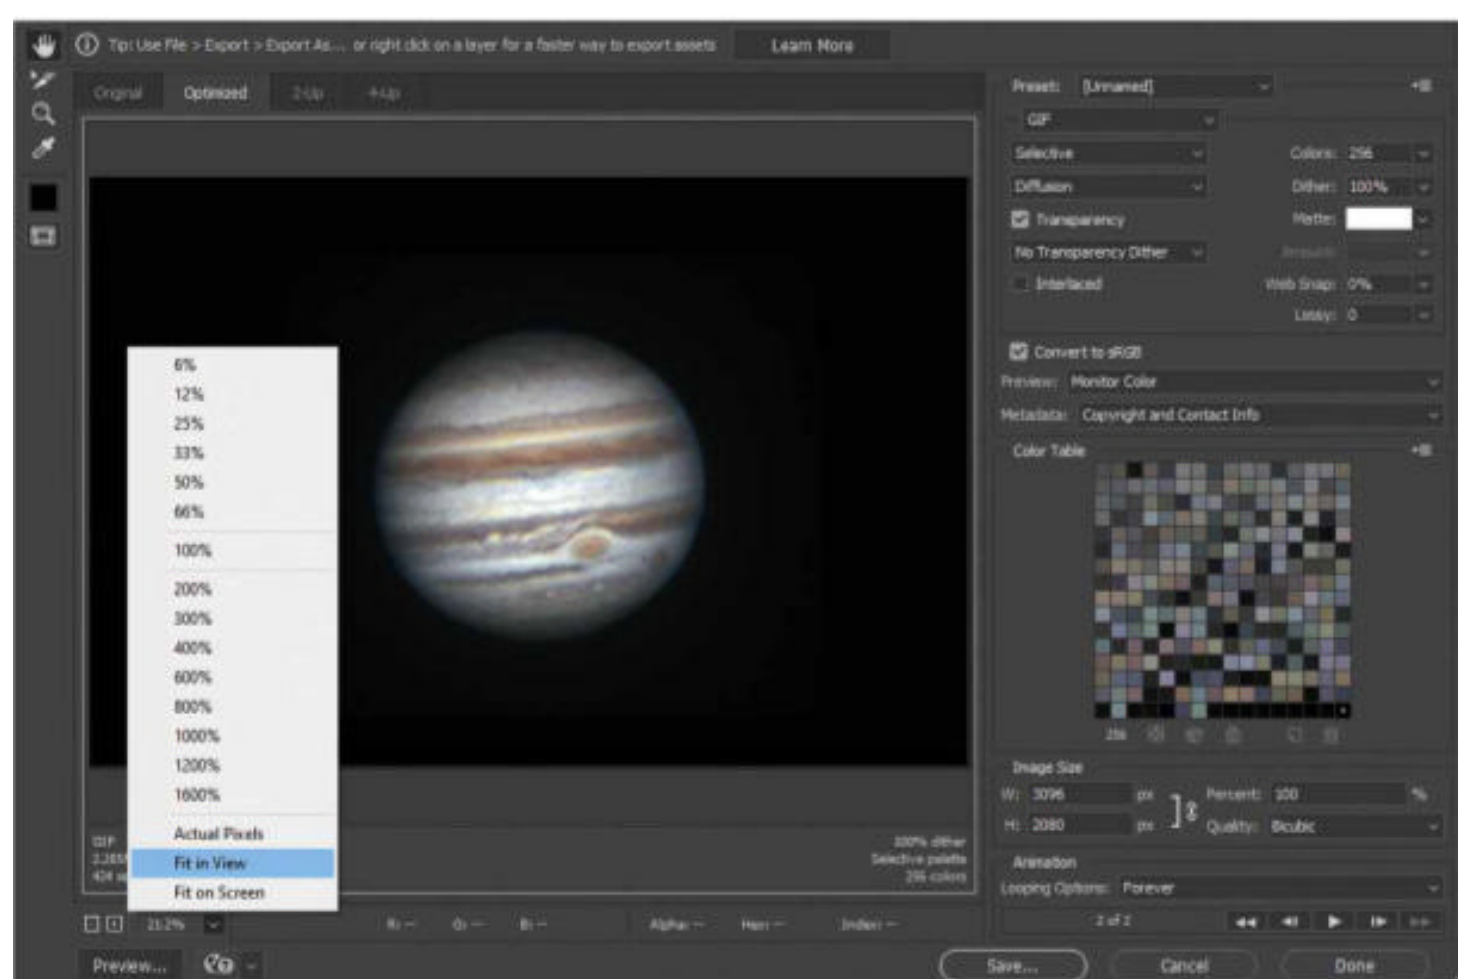 Tip: Use File > Export > Export As... or right click on a layer for a faster way to export assets
Learn More
Original
Optimized
2-Up
4-Up
Preset: [Unnamed]
GIF
Selective
Colors: 256
Diffusion
Dither: 100%
Transparency
Matte:
No Transparency Dither
Amount:
Interlaced
Web Snap: 0%
Lossy: 0
Convert to sRGB
Preview: Monitor Color
Metadata: Copyright and Contact Info
Color Table
256
6%
12%
25%
33%
50%
66%
100%
200%
300%
400%
600%
800%
1000%
1200%
1600%
Actual Pixels
Fit in View
Fit on Screen
GIF
100% dither
Selective palette
256 colors
Image Size
W: 3096 px
Percent: 100 %
H: 2080 px
Quality: Bicubic
Animation
Looping Options: Forever
2 of 2
21.2%
R: --
G: --
B: --
Alpha: --
Hex: --
Index: --
Preview...
Save...
Cancel
Done